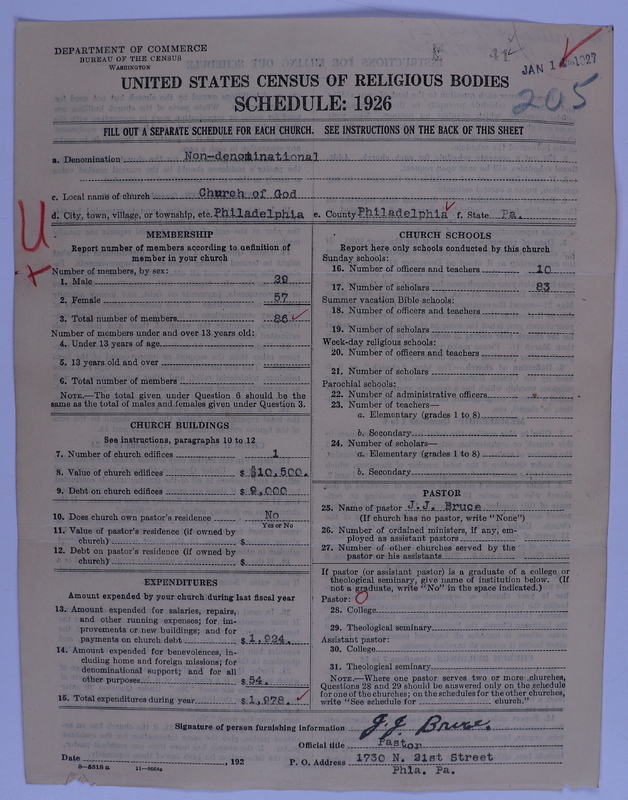 DEPARTMENT OF COMMERCE
BUREAU OF THE CENSUS
WASHINGTON
JAN 1 1927
205
UNITED STATES CENSUS OF RELIGIOUS BODIES
SCHEDULE: 1926
FILL OUT A SEPARATE SCHEDULE FOR EACH CHURCH. SEE INSTRUCTIONS ON THE BACK OF THIS SHEET
a. Denomination Non-denominational
c. Local name of church Church of God
d. City, town, village, or township, etc. Philadelphia e. County Philadelphia f. State Pa.
U
x
MEMBERSHIP
Report number of members according to definition of
member in your church
Number of members, by sex:
1. Male 29
2. Female 57
3. Total number of members 86
Number of members under and over 13 years old:
4. Under 13 years of age
5. 13 years old and over
6. Total number of members
NOTE.—The total given under Question 6 should be the
same as the total of males and females given under Question 3.
CHURCH BUILDINGS
See instructions, paragraphs 10 to 12
7. Number of church edifices 1
8. Value of church edifices $ $10,500.
9. Debt on church edifices $ 9,000
10. Does church own pastor's residence No
Yes or No
11. Value of pastor's residence (if owned by
church) $
12. Debt on pastor's residence (if owned by
church) $
EXPENDITURES
Amount expended by your church during last fiscal year
13. Amount expended for salaries, repairs,
and other running expenses; for im-
provements or new buildings; and for
payments on church debt $ 1,924.
14. Amount expended for benevolences, in-
cluding home and foreign missions; for
denominational support; and for all
other purposes $ 54.
15. Total expenditures during year $ 1,978.
CHURCH SCHOOLS
Report here only schools conducted by this church
Sunday schools:
16. Number of officers and teachers 10
17. Number of scholars 83
Summer vacation Bible schools:
18. Number of officers and teachers
19. Number of scholars
Week-day religious schools:
20. Number of officers and teachers
21. Number of scholars
Parochial schools:
22. Number of administrative officers
23. Number of teachers—
a. Elementary (grades 1 to 8)
b. Secondary
24. Number of scholars—
a. Elementary (grades 1 to 8)
b. Secondary
PASTOR
25. Name of pastor J.J. Bruce
(If church has no pastor, write "None")
26. Number of ordained ministers, if any, em-
ployed as assistant pastors
27. Number of other churches served by the
pastor or his assistants
If pastor (or assistant pastor) is a graduate of a college or
theological seminary, give name of institution below. (If
not a graduate, write "No" in the space indicated.)
Pastor: O
28. College
29. Theological seminary
Assistant pastor:
30. College
31. Theological seminary
NOTE.—Where one pastor serves two or more churches,
Questions 28 and 29 should be answered only on the schedule
for one of the churches; on the schedules for the other churches,
write "See schedule for church."
Signature of person furnishing information J J Bruce.
Official title Pastor
Date , 192 P. O. Address 1730 N. 21st Street
Phla. Pa.